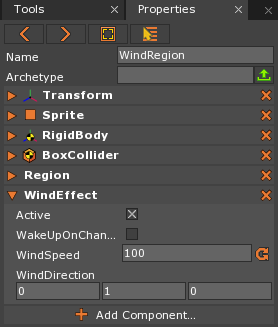 Tools Properties
Name WindRegion
Archetype
Transform
Sprite
RigidBody
BoxCollider
Region
WindEffect
Active
WakeUpOnChan...
WindSpeed 100
WindDirection
0 1 0
Add Component...